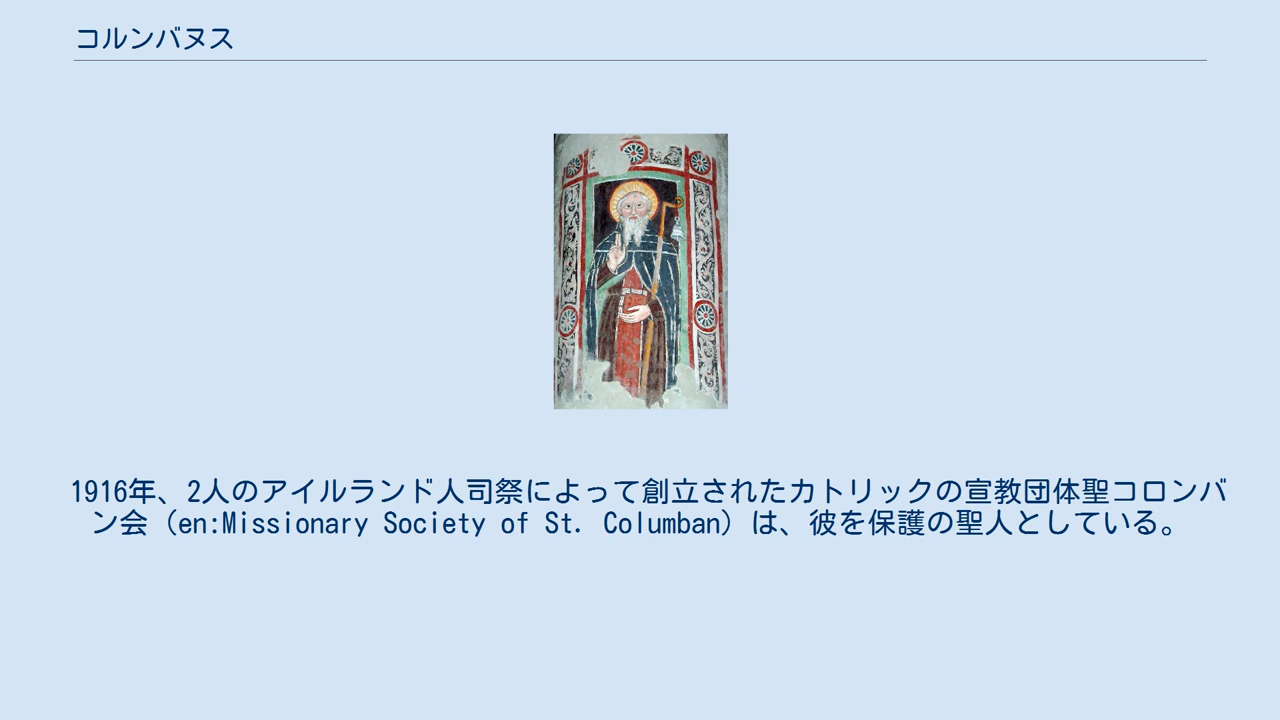 コルンバヌス
1916年、2人のアイルランド人司祭によって創立されたカトリックの宣教団体聖コロンバ
ン会（en:Missionary Society of St. Columban）は、彼を保護の聖人としている。